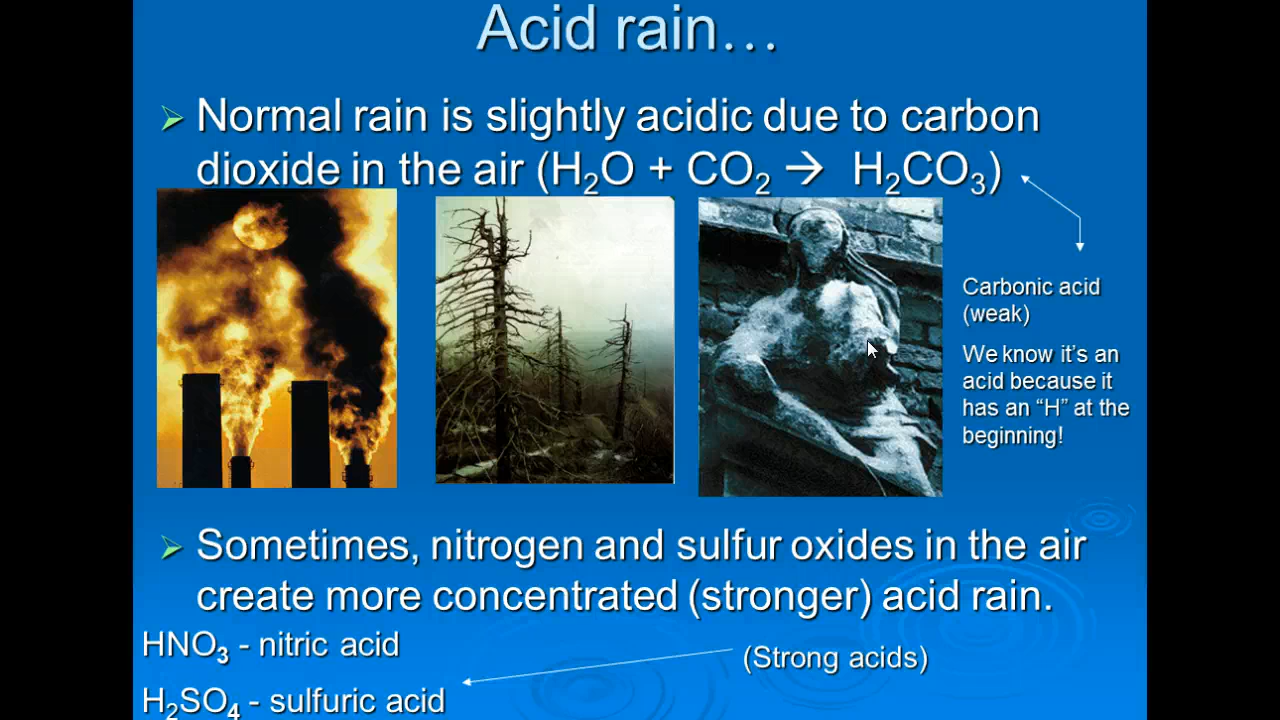 Acid rain…
Normal rain is slightly acidic due to carbon
dioxide in the air (H₂O + CO₂ → H₂CO₃)
Carbonic acid
(weak)
We know it’s an
acid because it
has an “H” at the
beginning!
Sometimes, nitrogen and sulfur oxides in the air
create more concentrated (stronger) acid rain.
HNO₃ - nitric acid
(Strong acids)
H₂SO₄ - sulfuric acid